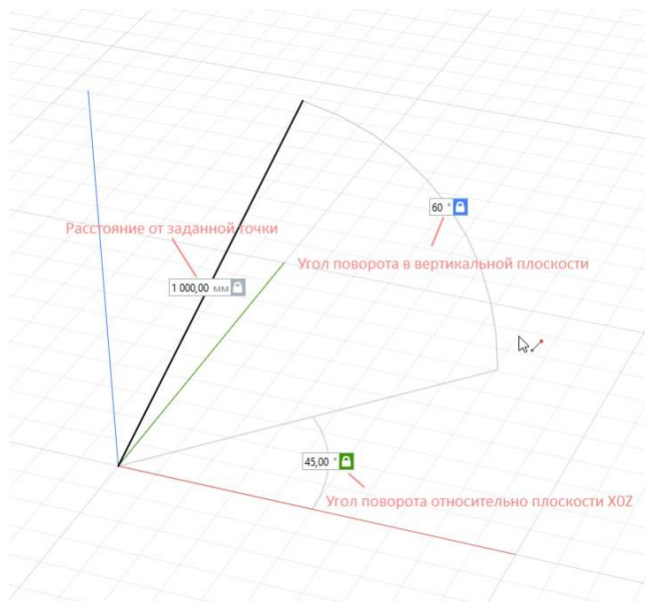 60 °
Расстояние от заданной точки
Угол поворота в вертикальной плоскости
1 000,00 мм
45,00 °
Угол поворота относительно плоскости X0Z